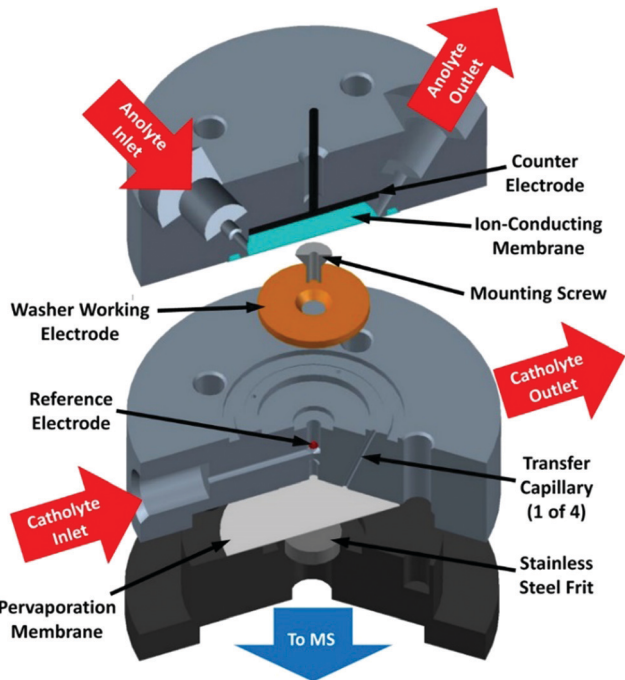 Anolyte
Inlet
Anolyte
Outlet
Counter
Electrode
Ion-Conducting
Membrane
Mounting Screw
Washer Working
Electrode
Reference
Electrode
Catholyte
Outlet
Transfer
Capillary
(1 of 4)
Catholyte
Inlet
Stainless
Steel Frit
Pervaporation
Membrane
To MS